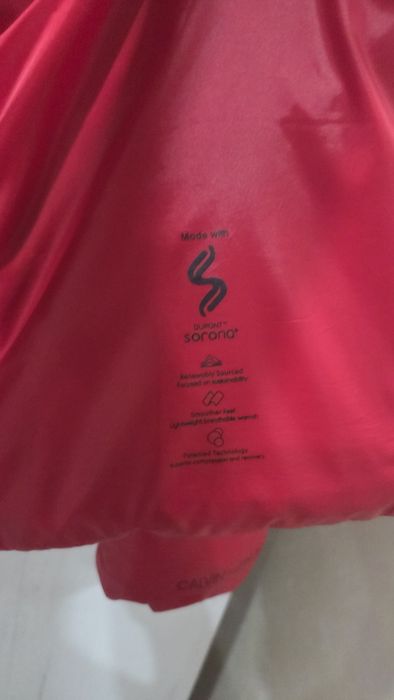 Made with
DUPONT™
sorona®
Renewably Sourced
Focused on sustainability
Smoother Feel
Lightweight breathable warmth
Patented Technology
superior compression and recovery
CALVIN